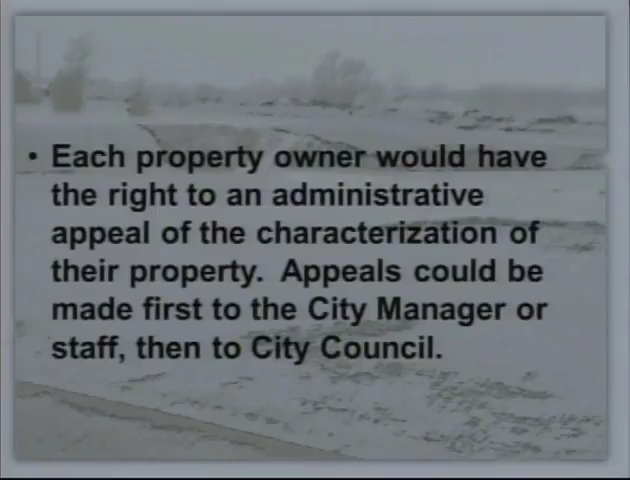 • Each property owner would have
the right to an administrative
appeal of the characterization of
their property.  Appeals could be
made first to the City Manager or
staff, then to City Council.